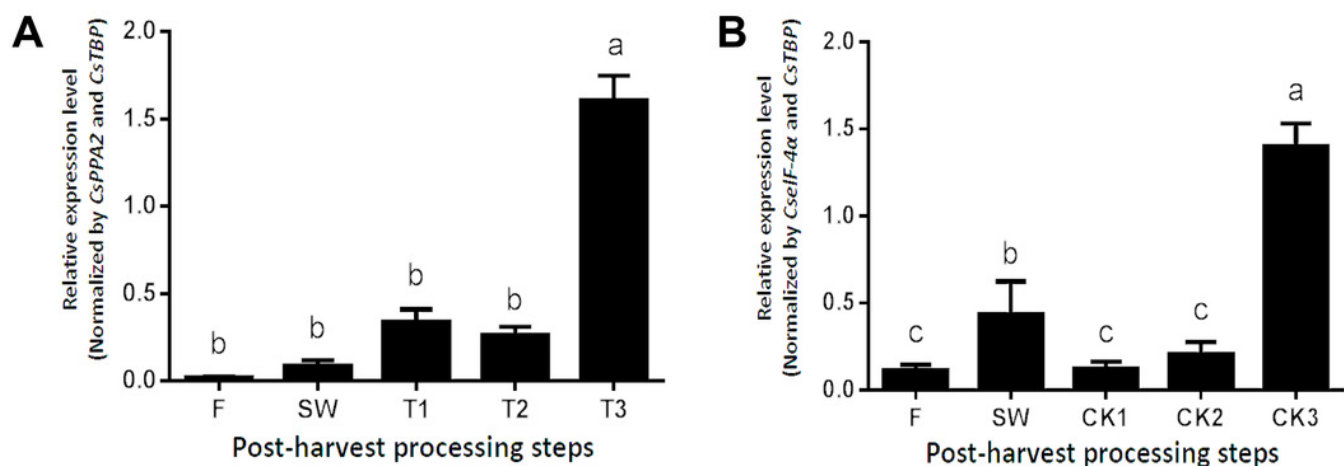 A
Relative expression level
(Normalized by CsPPA2 and CsTBP)
2.0
1.5
1.0
0.5
0.0
b
b
b
b
a
F SW T1 T2 T3
Post-harvest processing steps
B
Relative expression level
(Normalized by CseIF-4α and CsTBP)
2.0
1.5
1.0
0.5
0.0
c
b
c
c
a
F SW CK1 CK2 CK3
Post-harvest processing steps